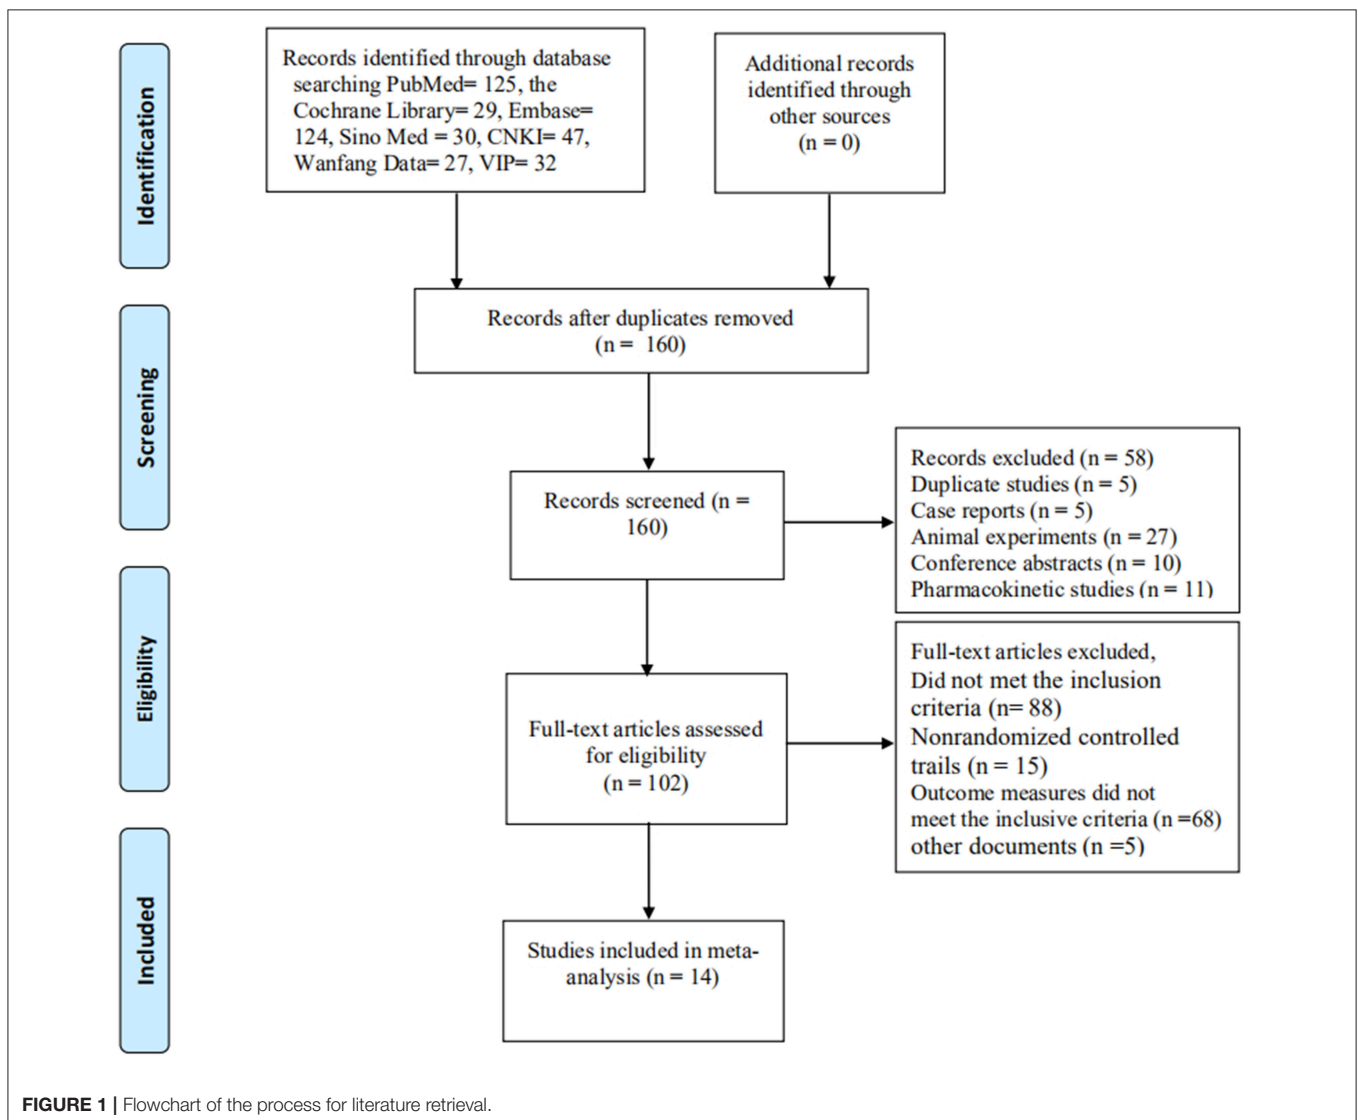 Identification
Records identified through database
searching PubMed= 125, the
Cochrane Library= 29, Embase=
124, Sino Med = 30, CNKI= 47,
Wanfang Data= 27, VIP= 32
Additional records
identified through
other sources
(n = 0)
Records after duplicates removed
(n =  160)
Screening
Records screened (n =
160)
Records excluded (n = 58)
Duplicate studies (n = 5)
Case reports (n = 5)
Animal experiments (n = 27)
Conference abstracts (n = 10)
Pharmacokinetic studies (n = 11)
Eligibility
Full-text articles assessed
for eligibility
(n = 102)
Full-text articles excluded,
Did not met the inclusion
criteria (n= 88)
Nonrandomized controlled
trails (n = 15)
Outcome measures did not
meet the inclusive criteria (n =68)
other documents (n =5)
Included
Studies included in meta-
analysis (n = 14)
FIGURE 1 | Flowchart of the process for literature retrieval.